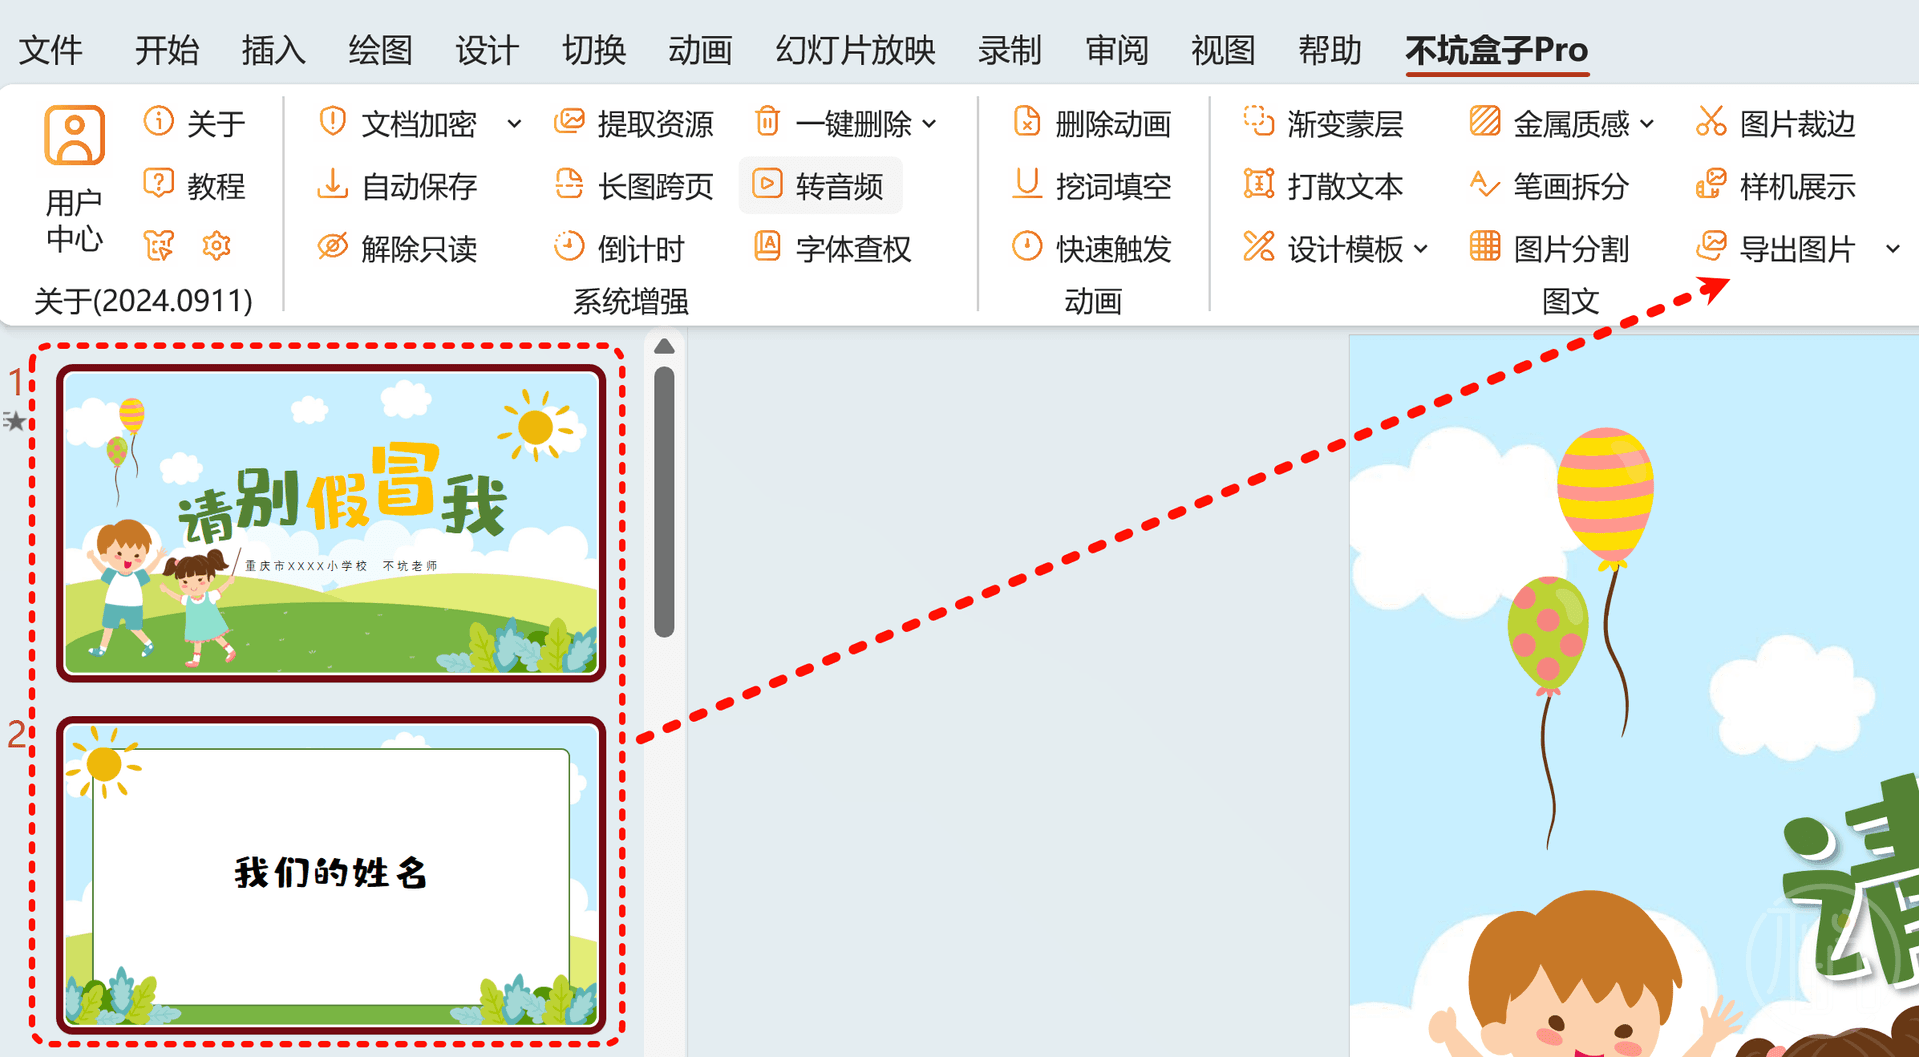 文件 开始 插入 绘图 设计 切换 动画 幻灯片放映 录制 审阅 视图 帮助 不坑盒子Pro
用户中心
关于
教程
关于(2024.0911)
文档加密 提取资源 一键删除
自动保存 长图跨页 转音频
解除只读 倒计时 字体查权
系统增强
删除动画
挖词填空
快速触发
动画
渐变蒙层 金属质感 图片裁边
打散文本 笔画拆分 样机展示
设计模板 图片分割 导出图片
图文
1
请别假冒我
重庆市XXXX小学校 不坑老师
2
我们的姓名
请